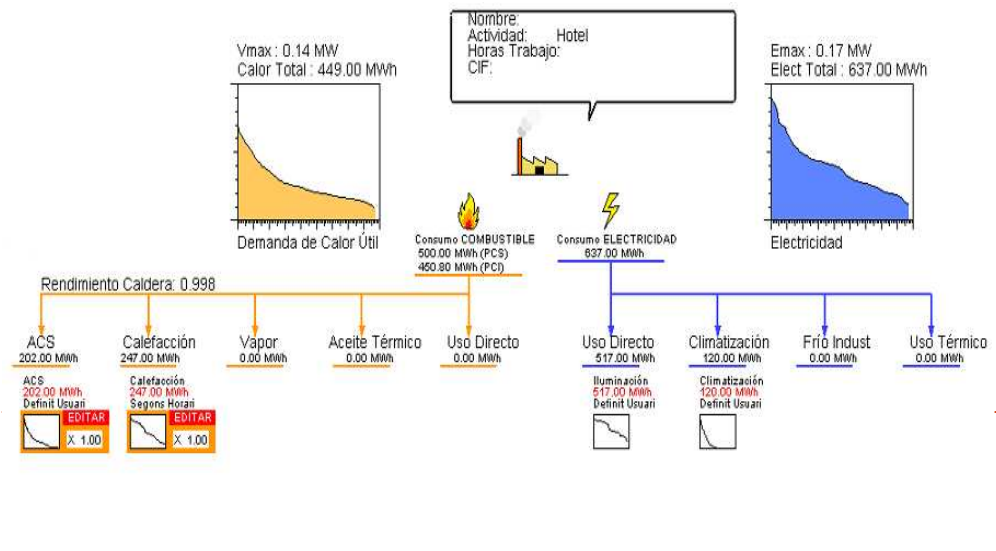 Nombre:
Actividad: Hotel
Horas Trabajo:
CIF:
Vmax : 0.14 MW
Calor Total : 449.00 MWh
Emax : 0.17 MW
Elect Total : 637.00 MWh
Demanda de Calor Útil
Electricidad
Consumo COMBUSTIBLE
500.00 MWh (PCS)
450.80 MWh (PCI)
Consumo ELECTRICIDAD
637.00 MWh
Rendimiento Caldera: 0.998
ACS
202.00 MWh
Calefacción
247.00 MWh
Vapor
0.00 MWh
Aceite Térmico
0.00 MWh
Uso Directo
0.00 MWh
Uso Directo
517.00 MWh
Climatización
120.00 MWh
Frio Indust
0.00 MWh
Uso Térmico
0.00 MWh
ACS
202.00 MWh
Definit Usuari
EDITAR
X 1.00
Calefacción
247.00 MWh
Segons Horari
EDITAR
X 1.00
Iluminación
517.00 MWh
Definit Usuari
Climatización
120.00 MWh
Definit Usuari